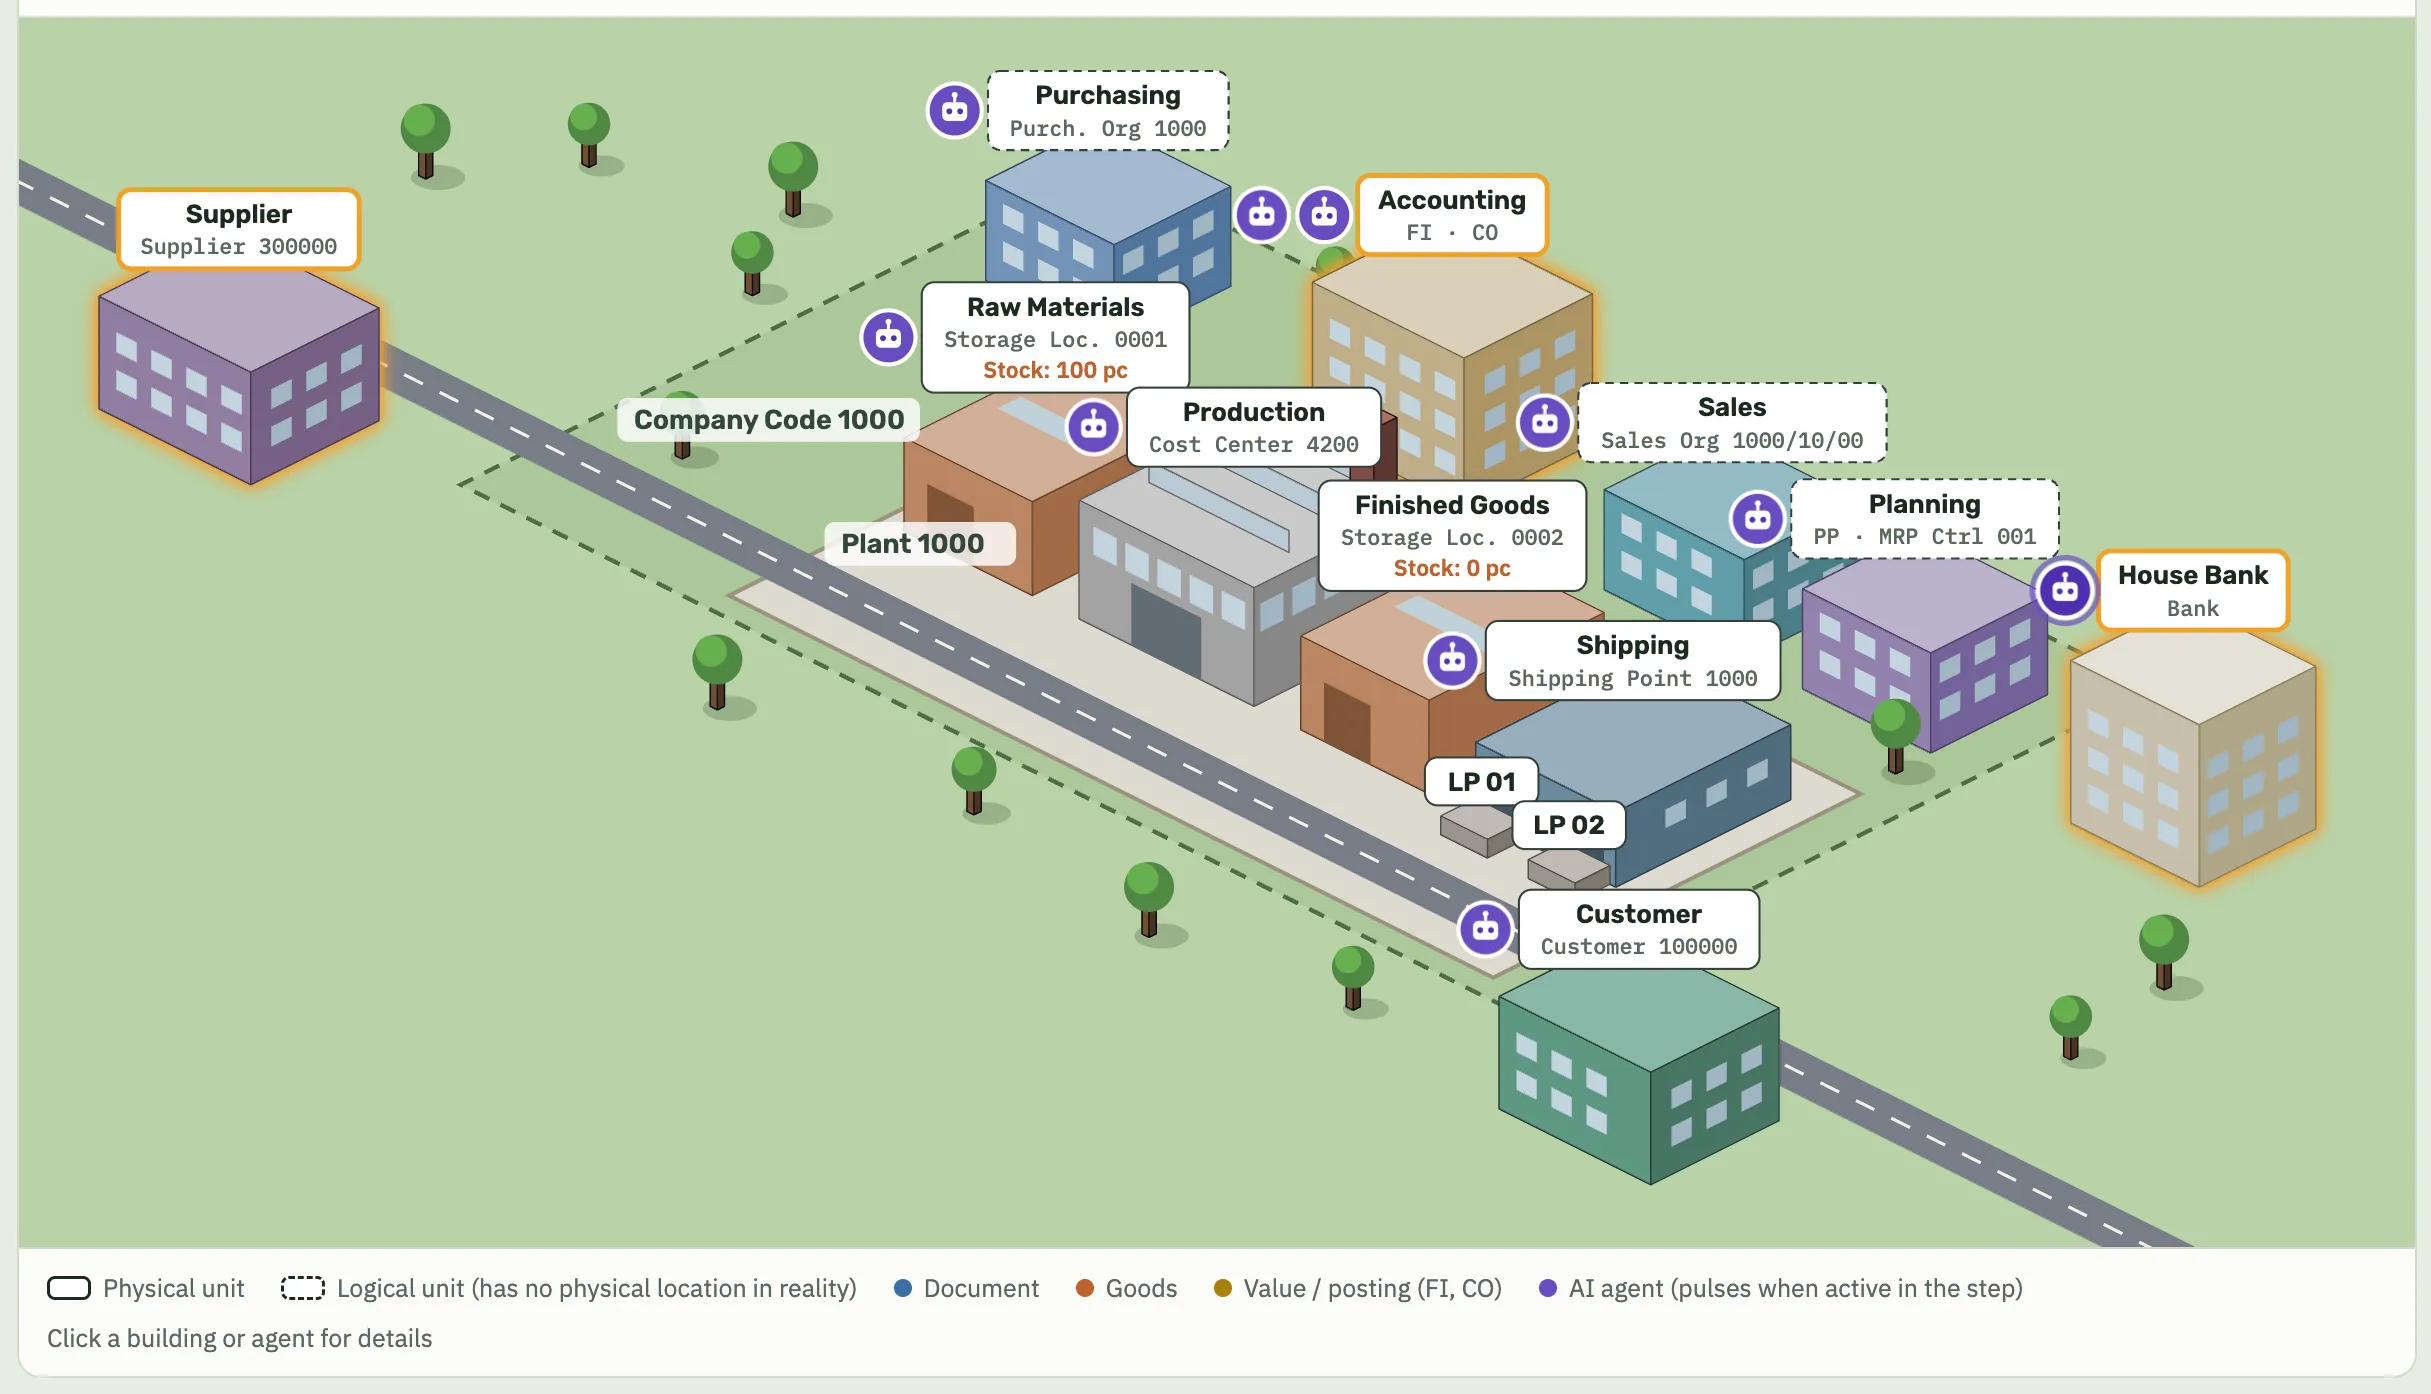 Purchasing
Purch. Org 1000
Supplier
Supplier 300000
Accounting
FI · CO
Raw Materials
Storage Loc. 0001
Stock: 100 pc
Company Code 1000
Production
Cost Center 4200
Sales
Sales Org 1000/10/00
Plant 1000
Finished Goods
Storage Loc. 0002
Stock: 0 pc
Planning
PP · MRP Ctrl 001
House Bank
Bank
Shipping
Shipping Point 1000
LP 01
LP 02
Customer
Customer 100000
Physical unit
Logical unit (has no physical location in reality)
Document
Goods
Value / posting (FI, CO)
AI agent (pulses when active in the step)
Click a building or agent for details